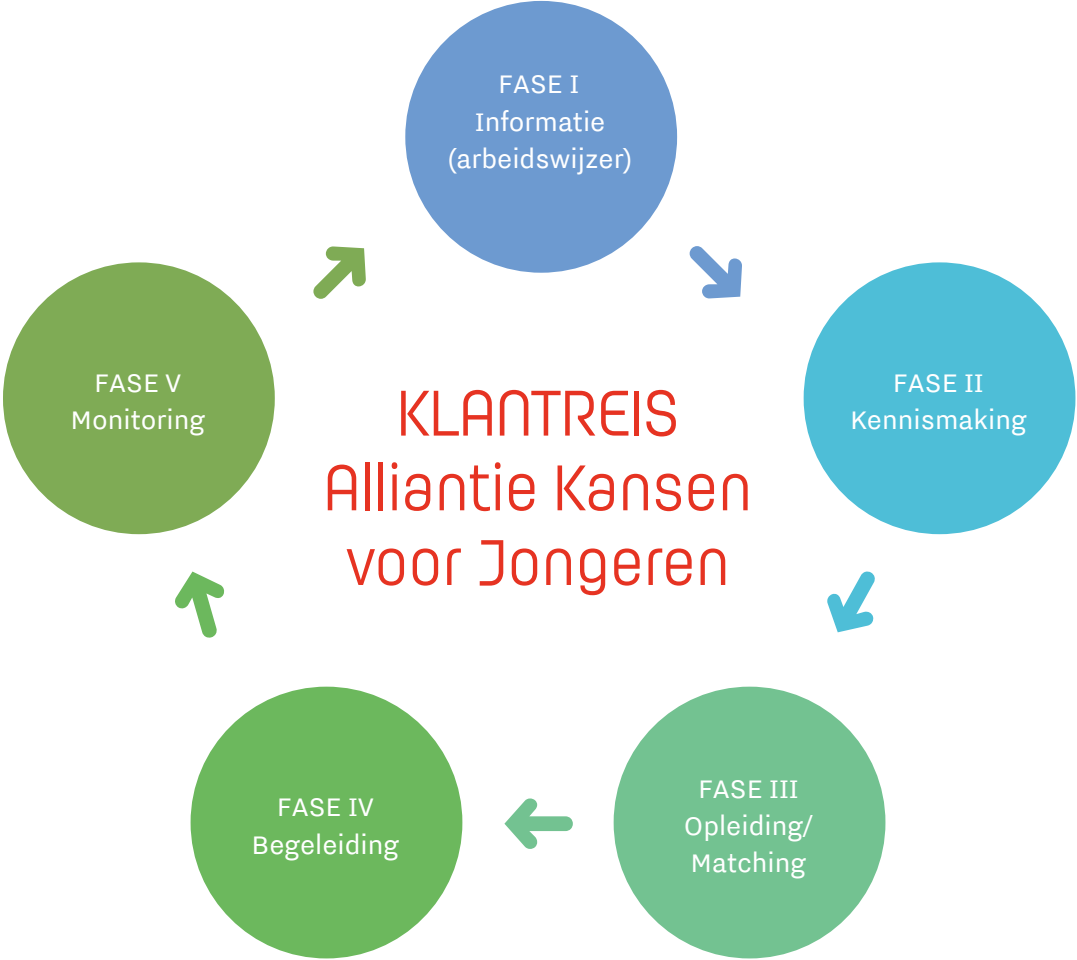 FASE I
Informatie
(arbeidswijzer)
FASE II
Kennismaking
FASE III
Opleiding/
Matching
FASE IV
Begeleiding
FASE V
Monitoring
KLANTREIS
Alliantie Kansen
voor Jongeren